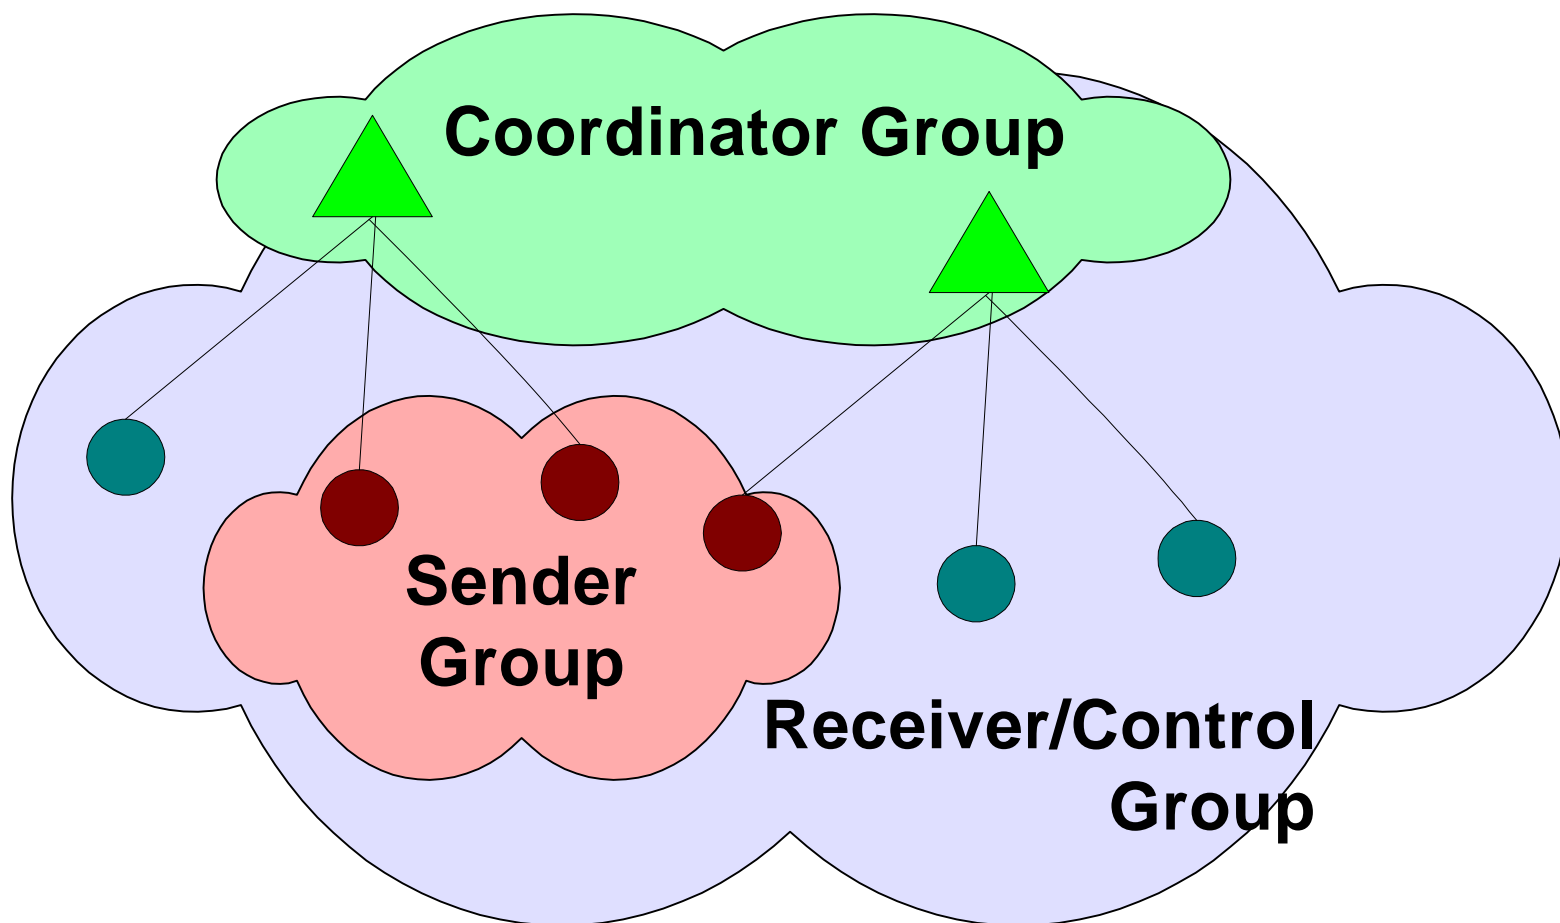 Coordinator Group
Sender
Group
Receiver/Control
Group